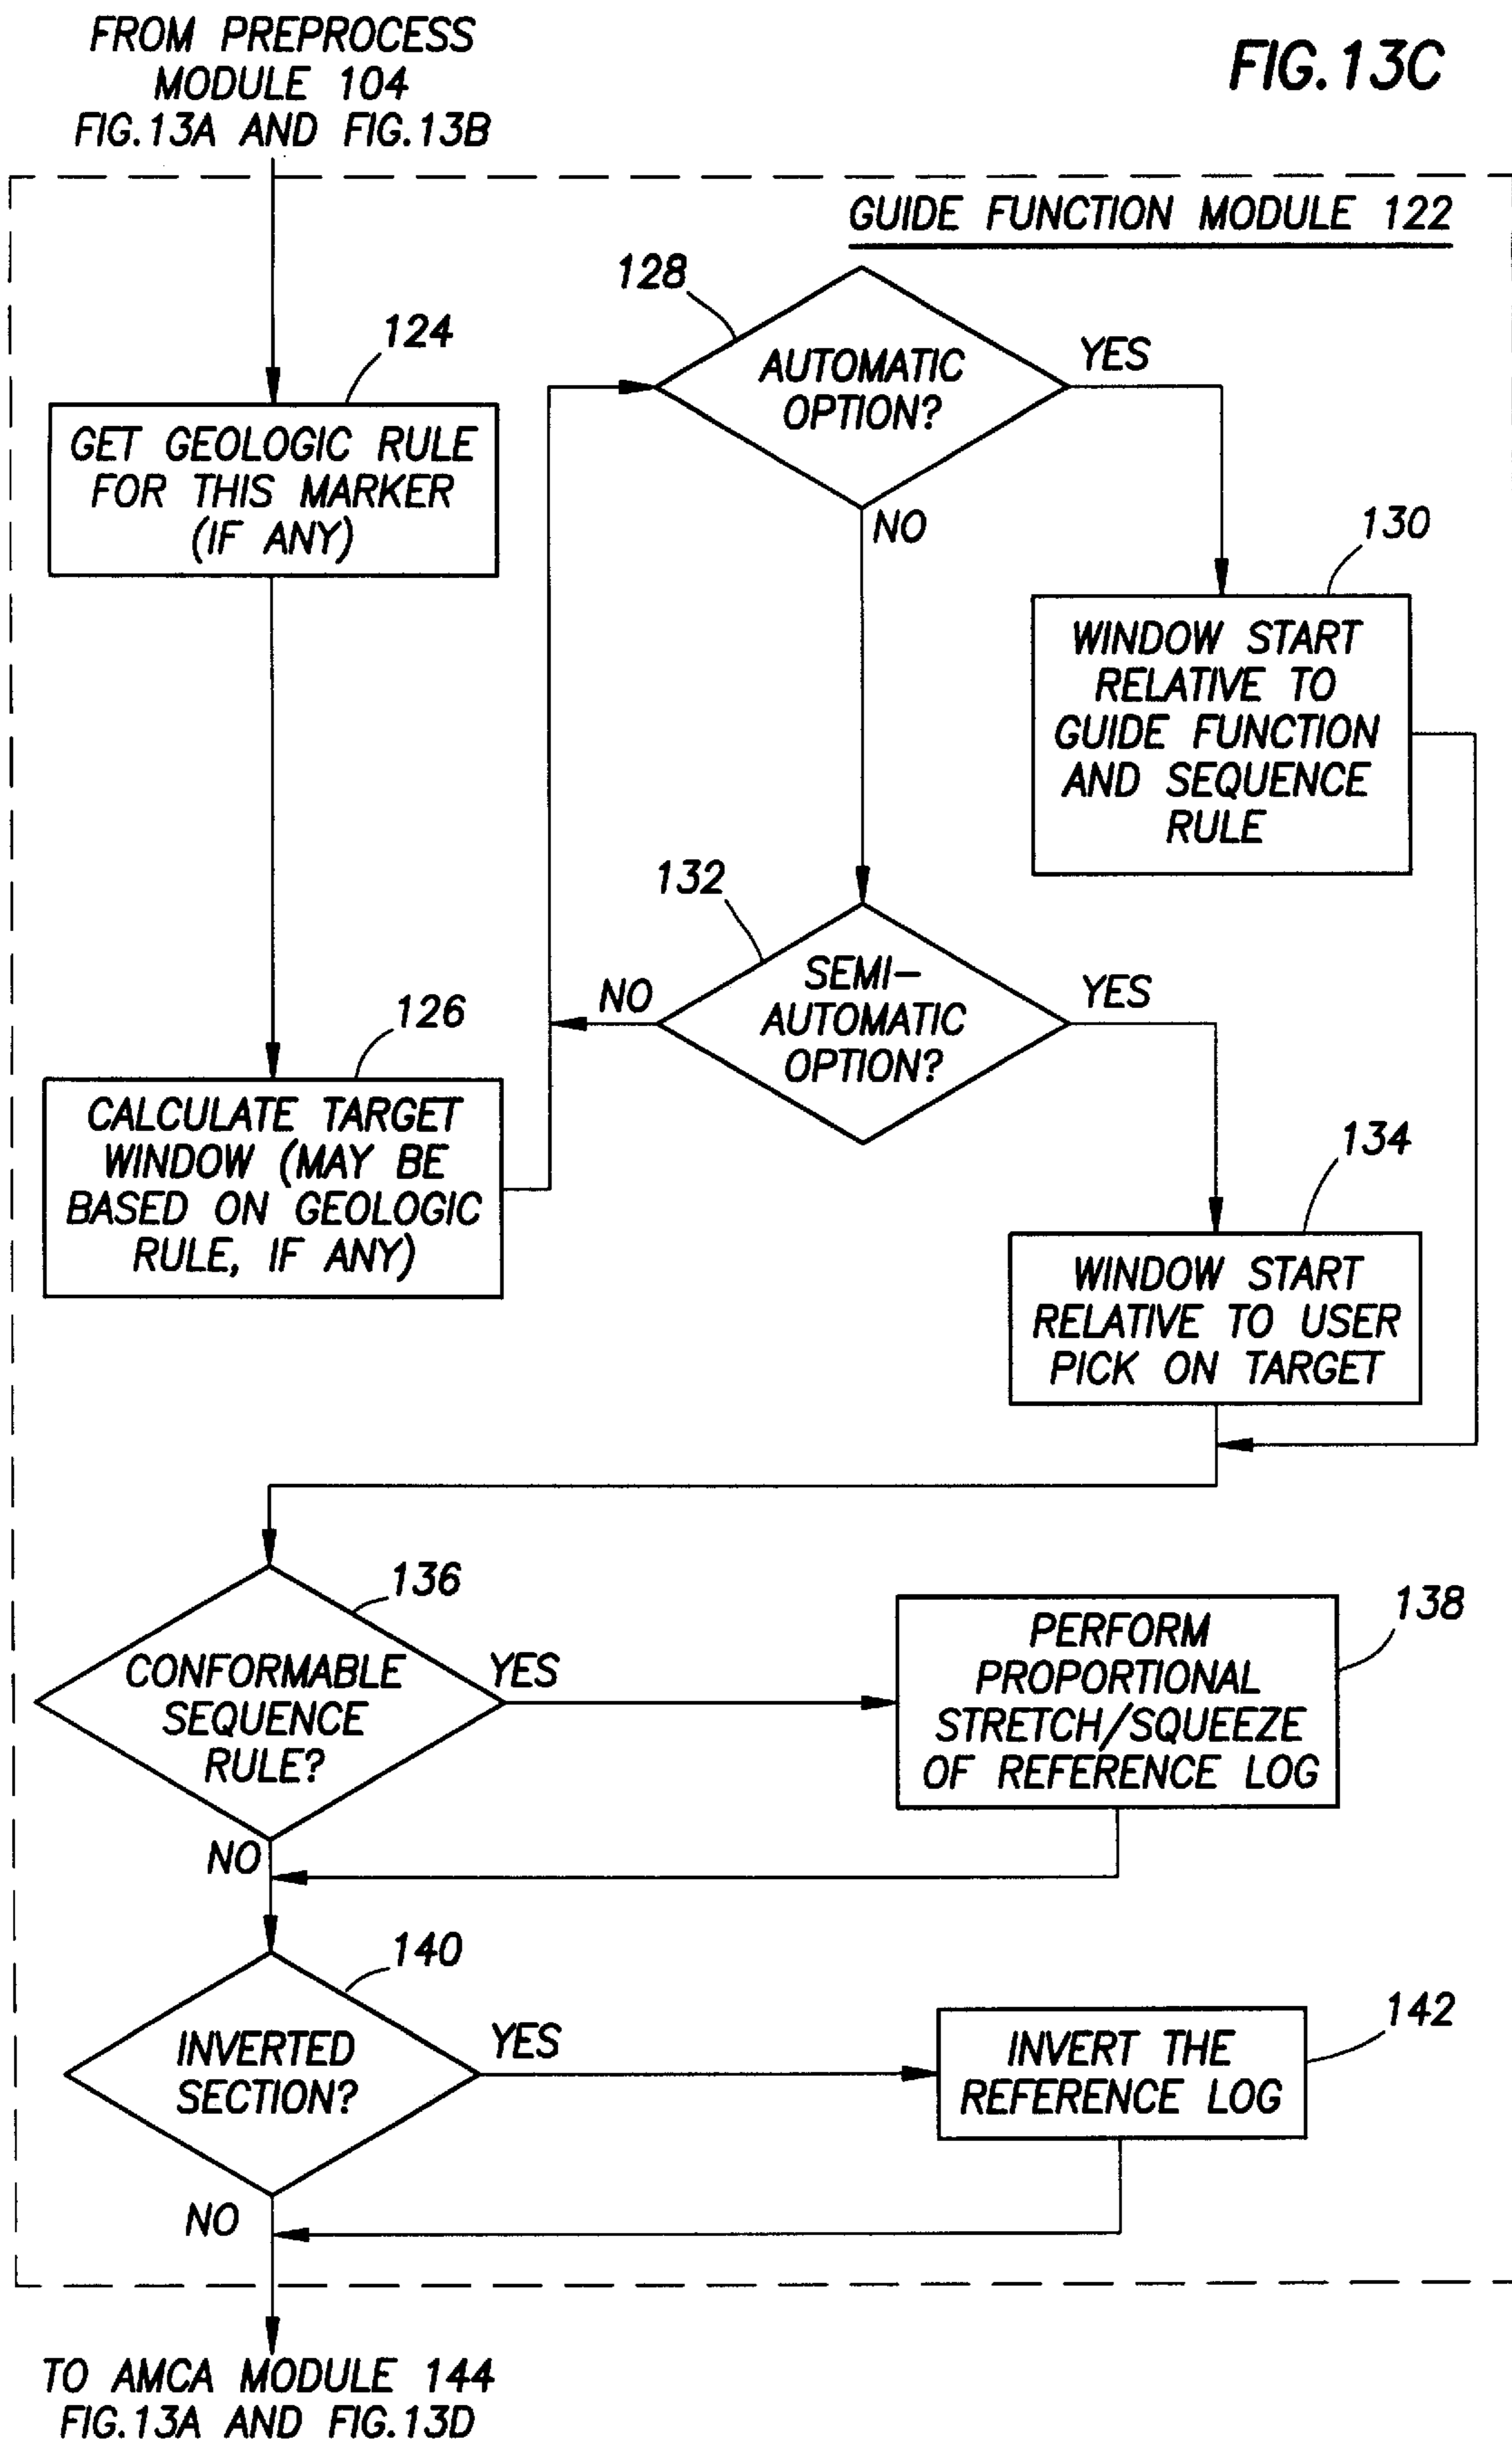 FROM PREPROCESS
MODULE 104
FIG.13A AND FIG.13B
FIG.13C
GUIDE FUNCTION MODULE 122
124
GET GEOLOGIC RULE
FOR THIS MARKER
(IF ANY)
126
CALCULATE TARGET
WINDOW (MAY BE
BASED ON GEOLOGIC
RULE, IF ANY)
128
AUTOMATIC
OPTION?
YES
NO
130
WINDOW START
RELATIVE TO
GUIDE FUNCTION
AND SEQUENCE
RULE
132
SEMI-
AUTOMATIC
OPTION?
NO
YES
134
WINDOW START
RELATIVE TO USER
PICK ON TARGET
136
CONFORMABLE
SEQUENCE
RULE?
YES
NO
138
PERFORM
PROPORTIONAL
STRETCH/SQUEEZE
OF REFERENCE LOG
140
INVERTED
SECTION?
YES
NO
142
INVERT THE
REFERENCE LOG
TO AMCA MODULE 144
FIG.13A AND FIG.13D